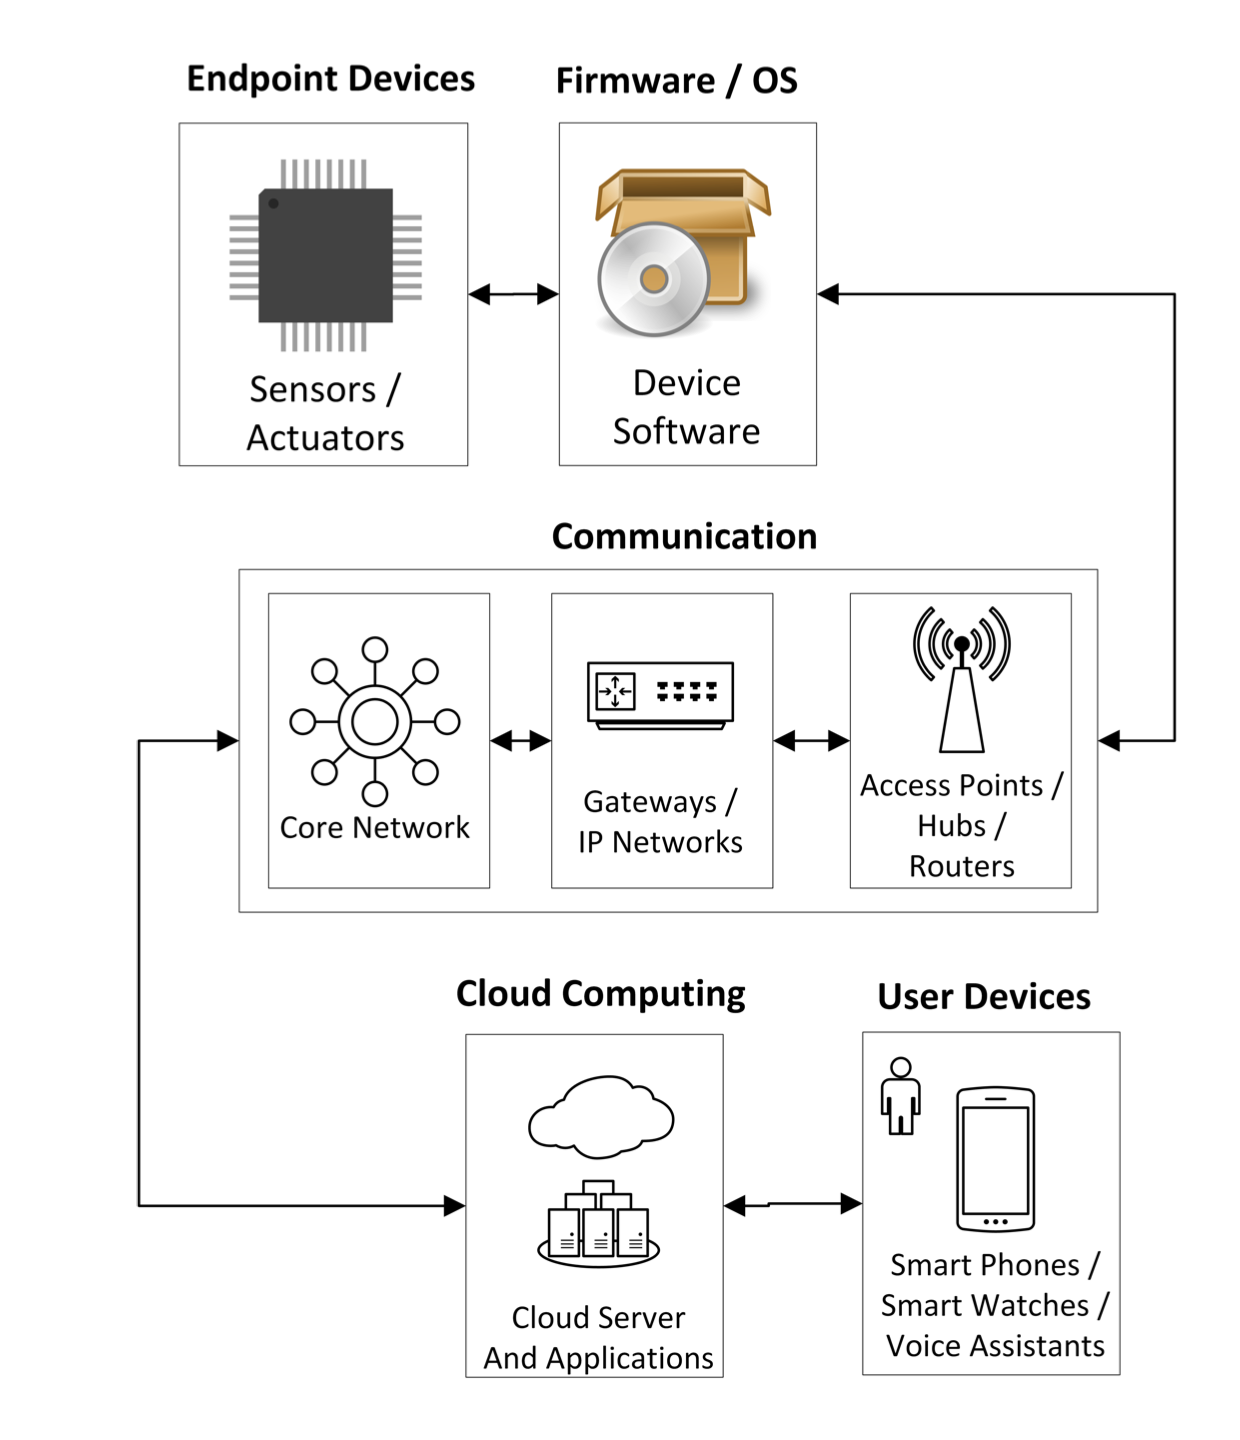 Endpoint Devices
Firmware / OS
Sensors /
Actuators
Device
Software
Communication
Core Network
Gateways /
IP Networks
Access Points /
Hubs /
Routers
Cloud Computing
User Devices
Cloud Server
And Applications
Smart Phones /
Smart Watches /
Voice Assistants